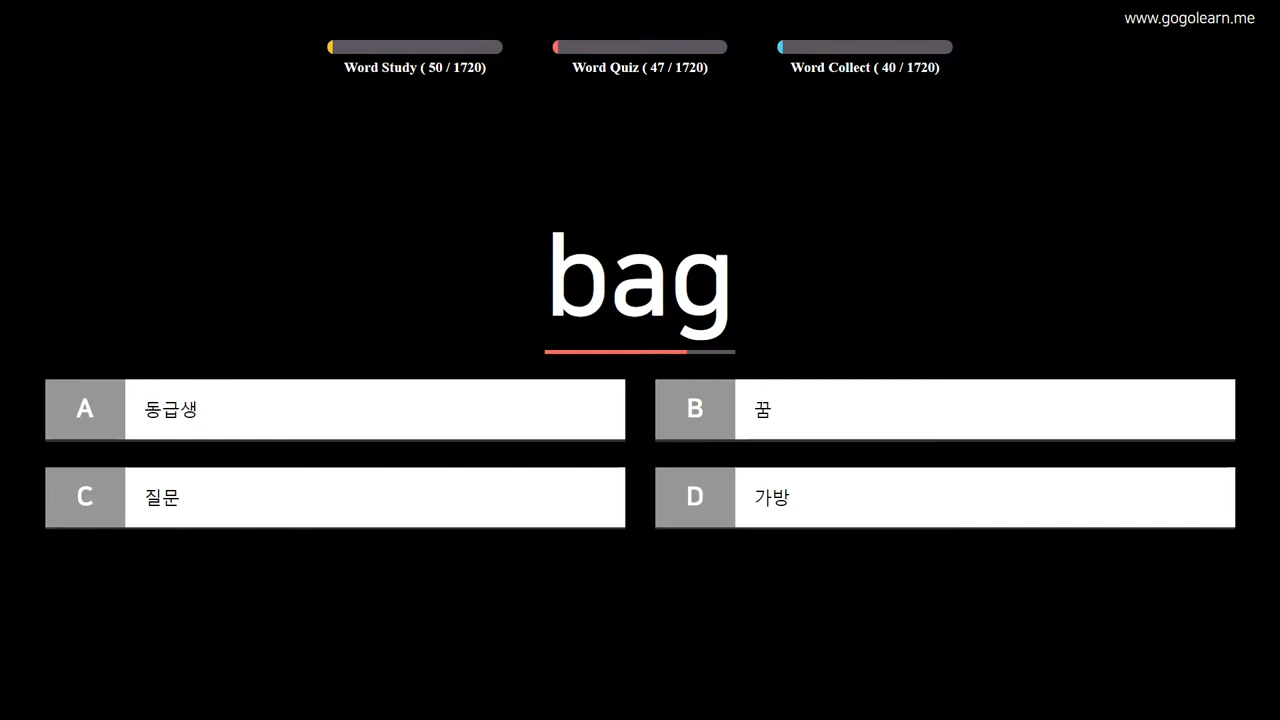 www.gogolearn.me
Word Study ( 50 / 1720)
Word Quiz ( 47 / 1720)
Word Collect ( 40 / 1720)
bag
A 동급생
B 꿈
C 질문
D 가방